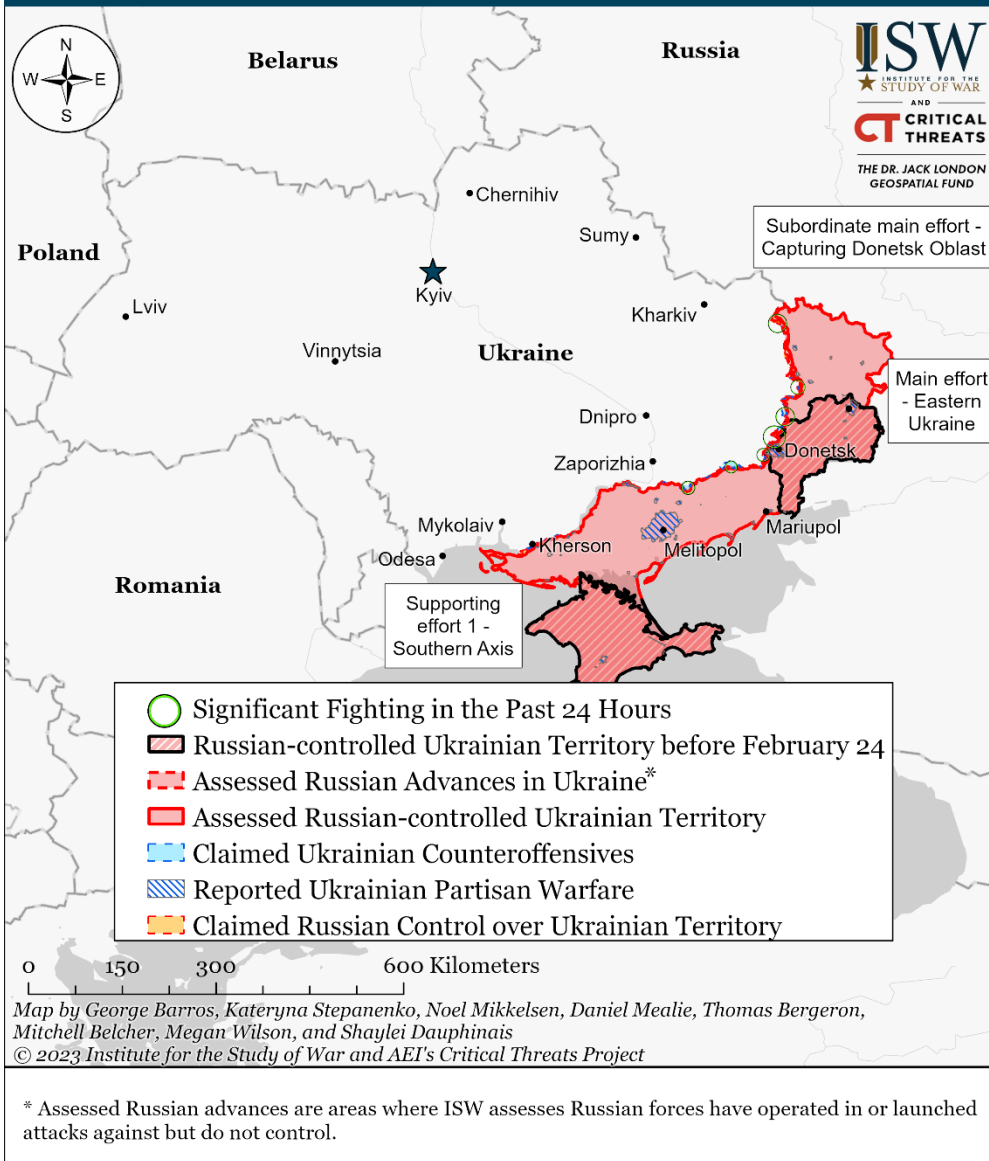 N
W E
S
Belarus
Russia
ISW
INSTITUTE FOR THE
STUDY OF WAR
AND
CT CRITICAL
THREATS
THE DR. JACK LONDON
GEOSPATIAL FUND
Chernihiv
Sumy
Subordinate main effort -
Capturing Donetsk Oblast
Poland
Kyiv
Lviv
Kharkiv
Vinnytsia
Ukraine
Main effort
- Eastern
Ukraine
Dnipro
Donetsk
Zaporizhia
Mariupol
Mykolaiv
Kherson
Melitopol
Odesa
Romania
Supporting
effort 1 -
Southern Axis
Significant Fighting in the Past 24 Hours
Russian-controlled Ukrainian Territory before February 24
Assessed Russian Advances in Ukraine*
Assessed Russian-controlled Ukrainian Territory
Claimed Ukrainian Counteroffensives
Reported Ukrainian Partisan Warfare
Claimed Russian Control over Ukrainian Territory
0 150 300 600 Kilometers
Map by George Barros, Kateryna Stepanenko, Noel Mikkelsen, Daniel Mealie, Thomas Bergeron,
Mitchell Belcher, Megan Wilson, and Shaylei Dauphinais
© 2023 Institute for the Study of War and AEI's Critical Threats Project
* Assessed Russian advances are areas where ISW assesses Russian forces have operated in or launched
attacks against but do not control.